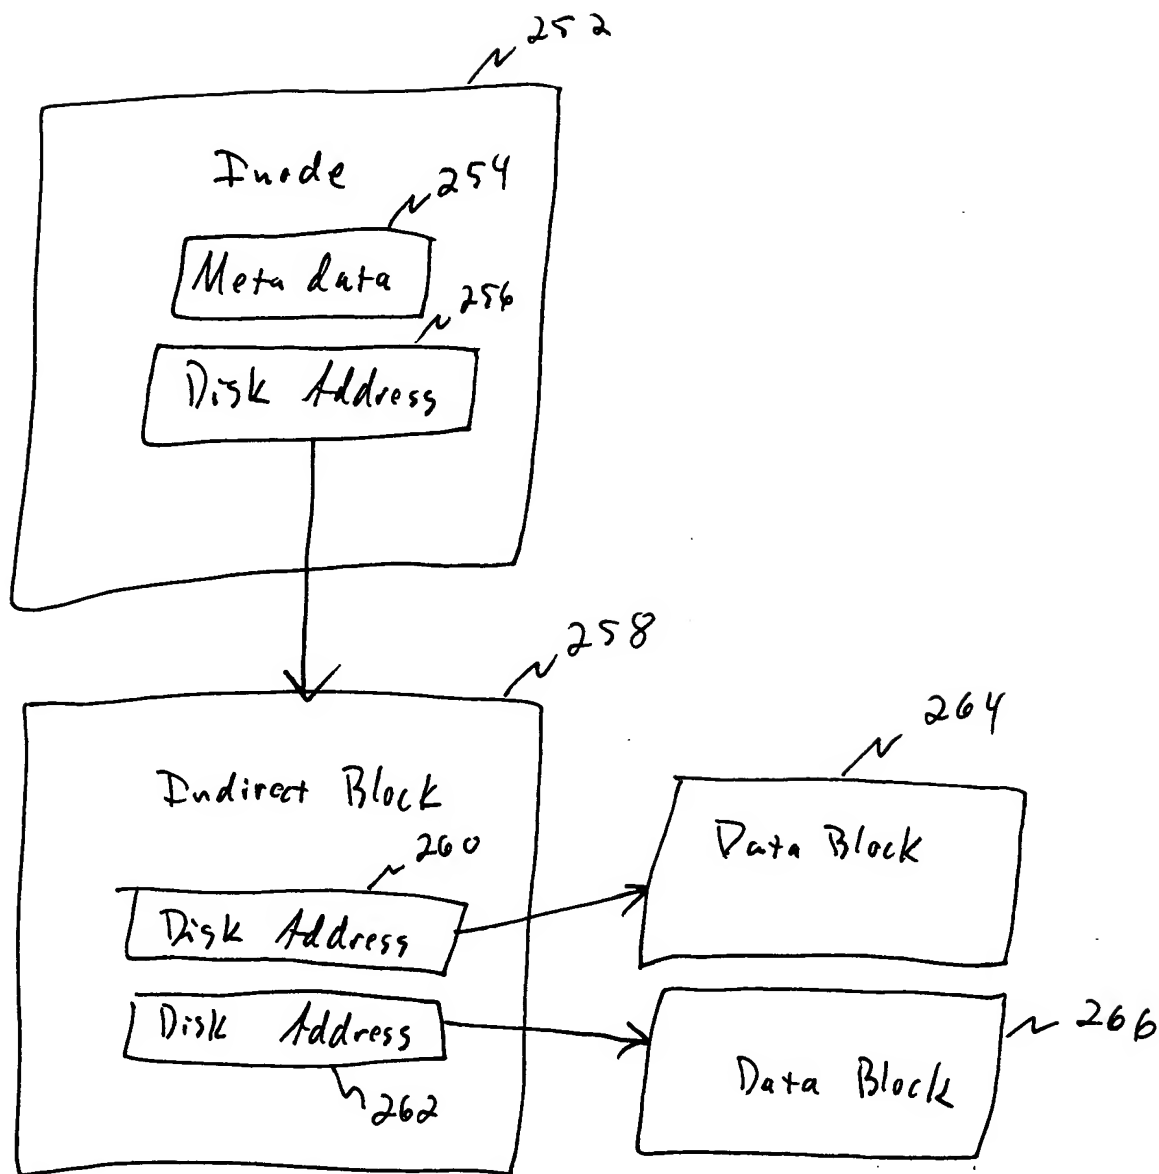 252
Inode
254
Meta data
256
Disk Address
258
Indirect Block
260
Disk Address
Disk Address
262
264
Data Block
266
Data Block